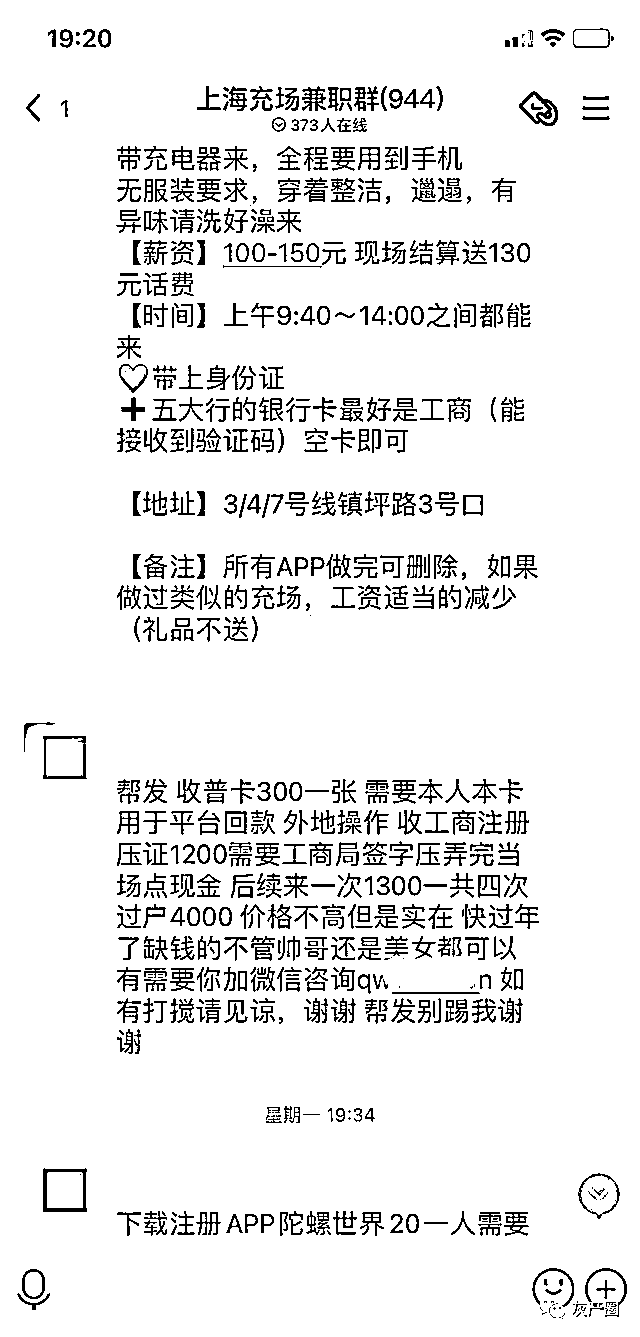 19:20
1
上海充场兼职群(944)
373人在线
带充电器来，全程要用到手机
无服装要求，穿着整洁，邋遢，有
异味请洗好澡来
【薪资】100-150元 现场结算送130
元话费
【时间】上午9:40～14:00之间都能
来
♡带上身份证
➕五大行的银行卡最好是工商（能
接收到验证码）空卡即可
【地址】3/4/7号线镇坪路3号口
【备注】所有APP做完可删除，如果
做过类似的充场，工资适当的减少
（礼品不送）
帮发 收普卡300一张 需要本人本卡
用于平台回款 外地操作 收工商注册
压证1200需要工商局签字压弄完当
场点现金 后续来一次1300一共四次
过户4000 价格不高但是实在 快过年
了缺钱的不管帅哥还是美女都可以
有需要你加微信咨询qw n 如
有打搅请见谅，谢谢 帮发别踢我谢
谢
星期一 19:34
下载注册APP陀螺世界20一人需要
灰产圈